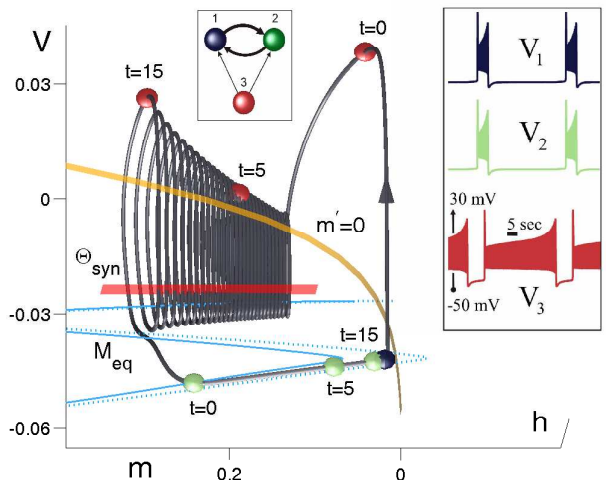 V
1
2
3
t=0
t=15
0.03
t=5
0
m'=0
Θsyn
-0.03
t=15
Meq
t=5
t=0
-0.06
h
m
0.2
0
V1
V2
30 mV
5 sec
-50 mV
V3